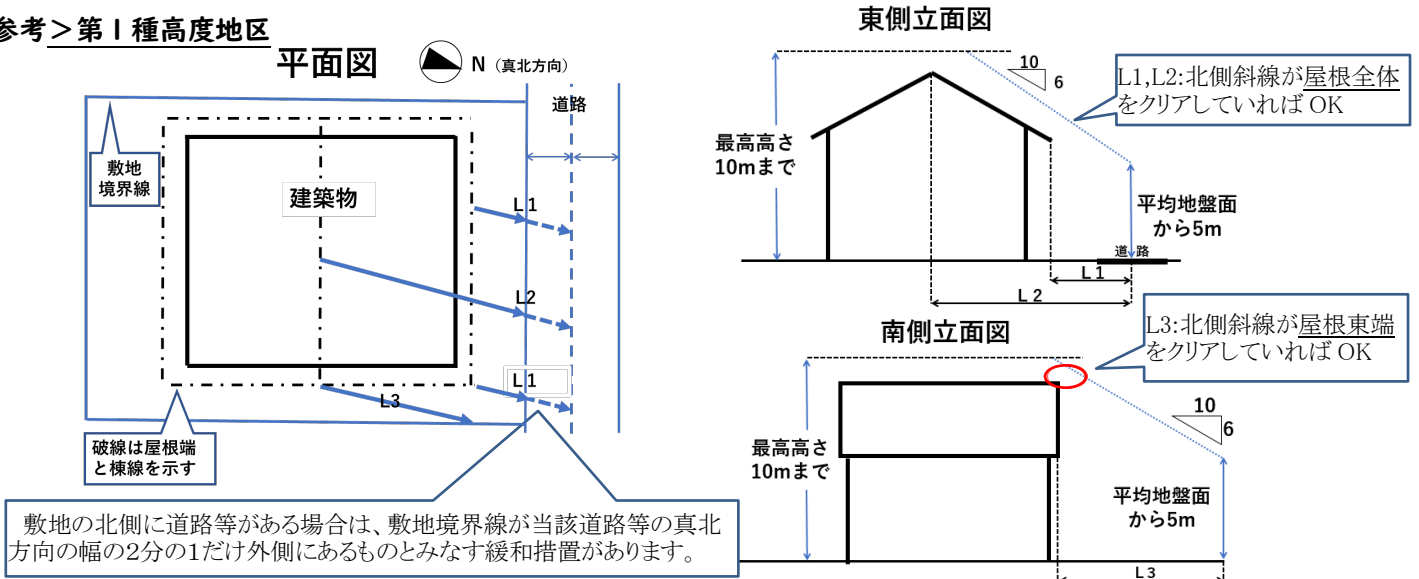 参考>第1種高度地区
平面図
N (真北方向)
道路
敷地
境界線
建築物
L1
L2
L1
L3
破線は屋根端
と棟線を示す
敷地の北側に道路等がある場合は、敷地境界線が当該道路等の真北
方向の幅の2分の1だけ外側にあるものとみなす緩和措置があります。
東側立面図
10
6
L1,L2:北側斜線が屋根全体
をクリアしていれば OK
最高高さ
10mまで
平均地盤面
から5m
道路
L1
L2
南側立面図
L3:北側斜線が屋根東端
をクリアしていれば OK
10
6
最高高さ
10mまで
平均地盤面
から5m
L3